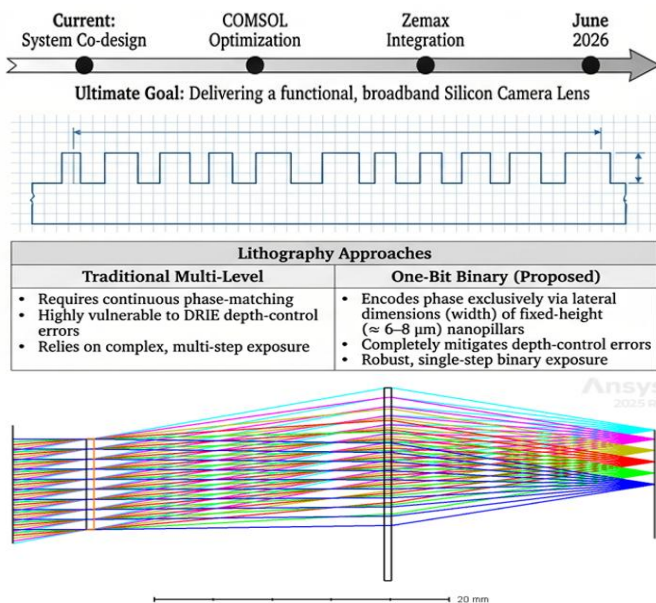 Current:
System Co-design
COMSOL
Optimization
Zemax
Integration
June
2026
Ultimate Goal: Delivering a functional, broadband Silicon Camera Lens
Lithography Approaches
Traditional Multi-Level
• Requires continuous phase-matching
• Highly vulnerable to DRIE depth-control
errors
• Relies on complex, multi-step exposure
One-Bit Binary (Proposed)
• Encodes phase exclusively via lateral
dimensions (width) of fixed-height
(≈ 6–8 μm) nanopillars
• Completely mitigates depth-control errors
• Robust, single-step binary exposure
Ansys
2025 R
20 mm